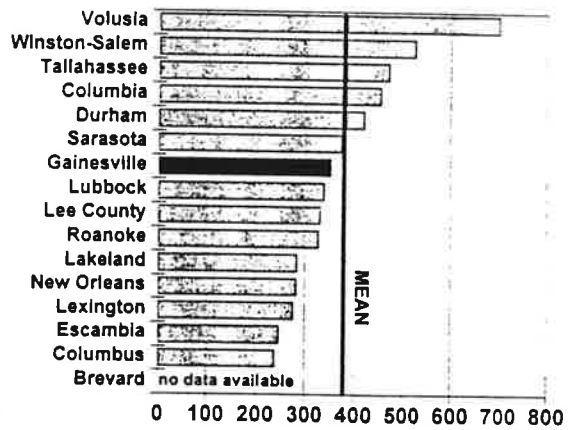 Volusia
Winston-Salem
Tallahassee
Columbia
Durham
Sarasota
Gainesville
Lubbock
Lee County
Roanoke
Lakeland
New Orleans
Lexington
Escambia
Columbus
Brevard no data available
MEAN
0 100 200 300 400 500 600 700 800